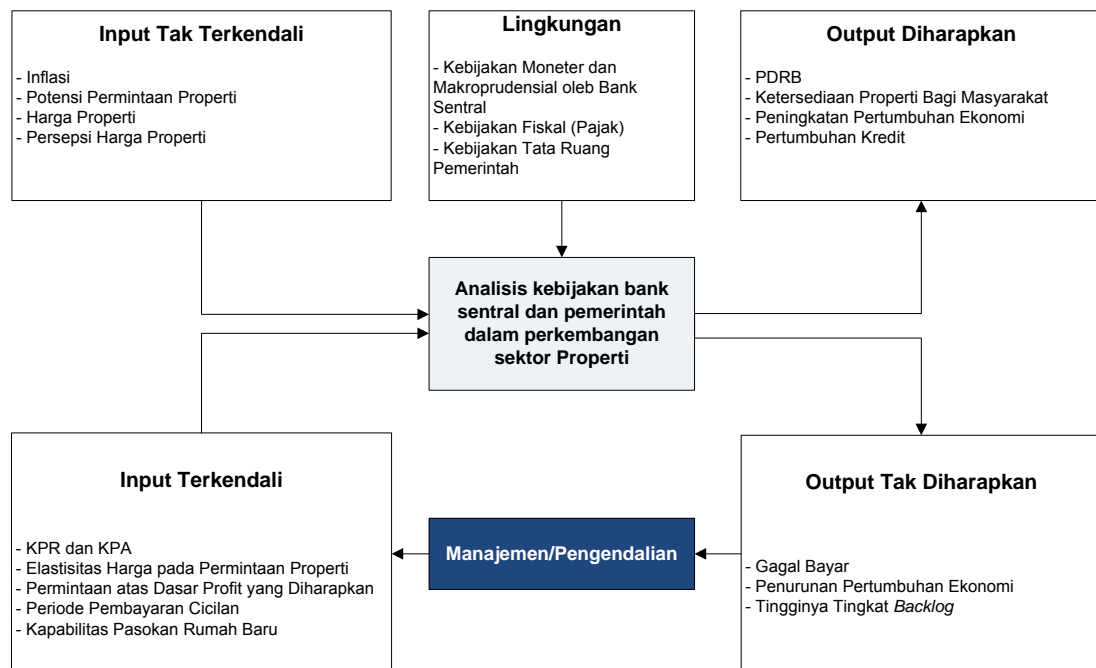 Input Tak Terkendali
- Inflasi
- Potensi Permintaan Properti
- Harga Properti
- Persepsi Harga Properti
Lingkungan
- Kebijakan Moneter dan
Makroprudensial oleb Bank
Sentral
- Kebijakan Fiskal (Pajak)
- Kebijakan Tata Ruang
Pemerintah
Output Diharapkan
- PDRB
- Ketersediaan Properti Bagi Masyarakat
- Peningkatan Pertumbuhan Ekonomi
- Pertumbuhan Kredit
Analisis kebijakan bank
sentral dan pemerintah
dalam perkembangan
sektor Properti
Input Terkendali
- KPR dan KPA
- Elastisitas Harga pada Permintaan Properti
- Permintaan atas Dasar Profit yang Diharapkan
- Periode Pembayaran Cicilan
- Kapabilitas Pasokan Rumah Baru
Manajemen/Pengendalian
Output Tak Diharapkan
- Gagal Bayar
- Penurunan Pertumbuhan Ekonomi
- Tingginya Tingkat Backlog